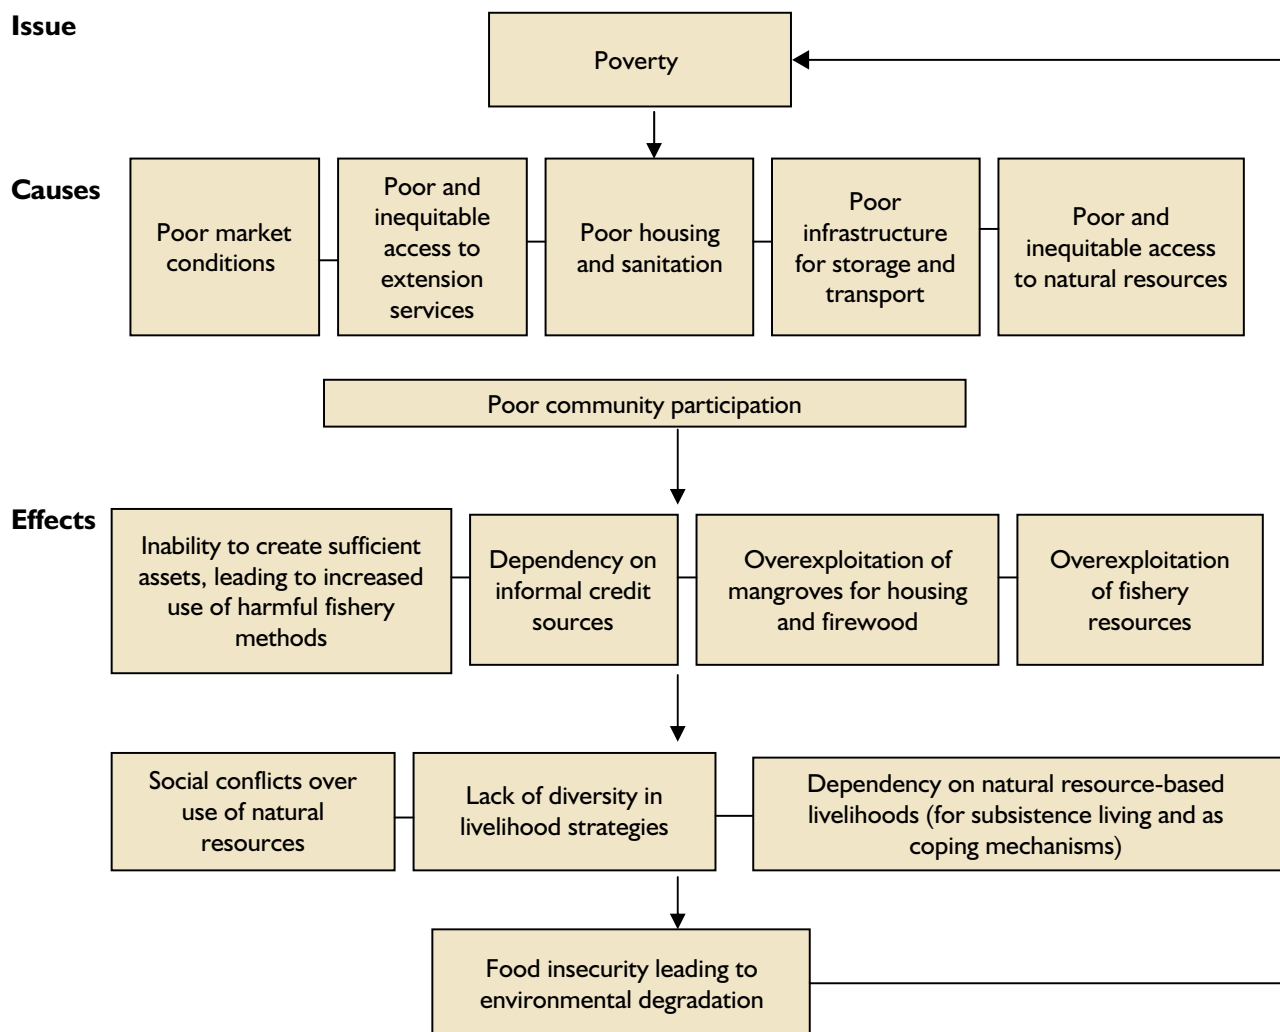 Issue
Poverty
Causes
Poor market
conditions
Poor and
inequitable
access to
extension
services
Poor housing
and sanitation
Poor
infrastructure
for storage and
transport
Poor and
inequitable access
to natural resources
Poor community participation
Effects
Inability to create sufficient
assets, leading to increased
use of harmful fishery
methods
Dependency on
informal credit
sources
Overexploitation of
mangroves for housing
and firewood
Overexploitation
of fishery
resources
Social conflicts over
use of natural
resources
Lack of diversity in
livelihood strategies
Dependency on natural resource-based
livelihoods (for subsistence living and as
coping mechanisms)
Food insecurity leading to
environmental degradation